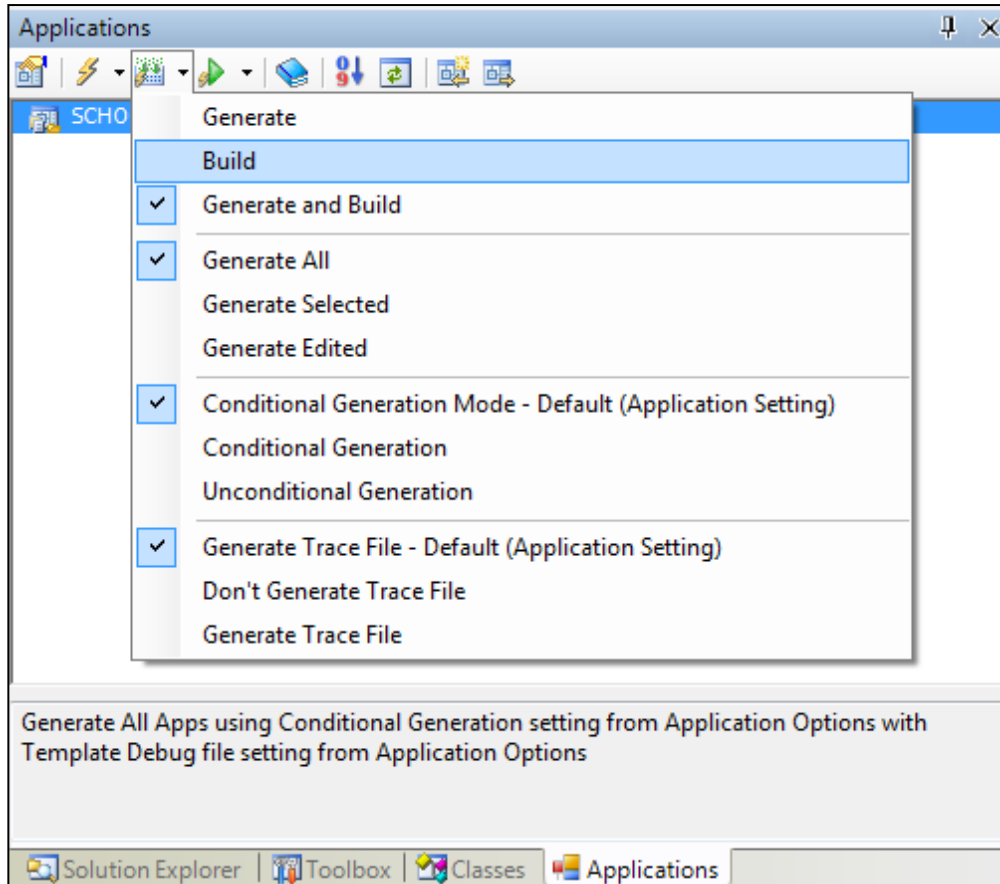 Applications
SCHO
Generate
Build
Generate and Build
Generate All
Generate Selected
Generate Edited
Conditional Generation Mode - Default (Application Setting)
Conditional Generation
Unconditional Generation
Generate Trace File - Default (Application Setting)
Don't Generate Trace File
Generate Trace File
Generate All Apps using Conditional Generation setting from Application Options with
Template Debug file setting from Application Options
Solution Explorer Toolbox Classes Applications